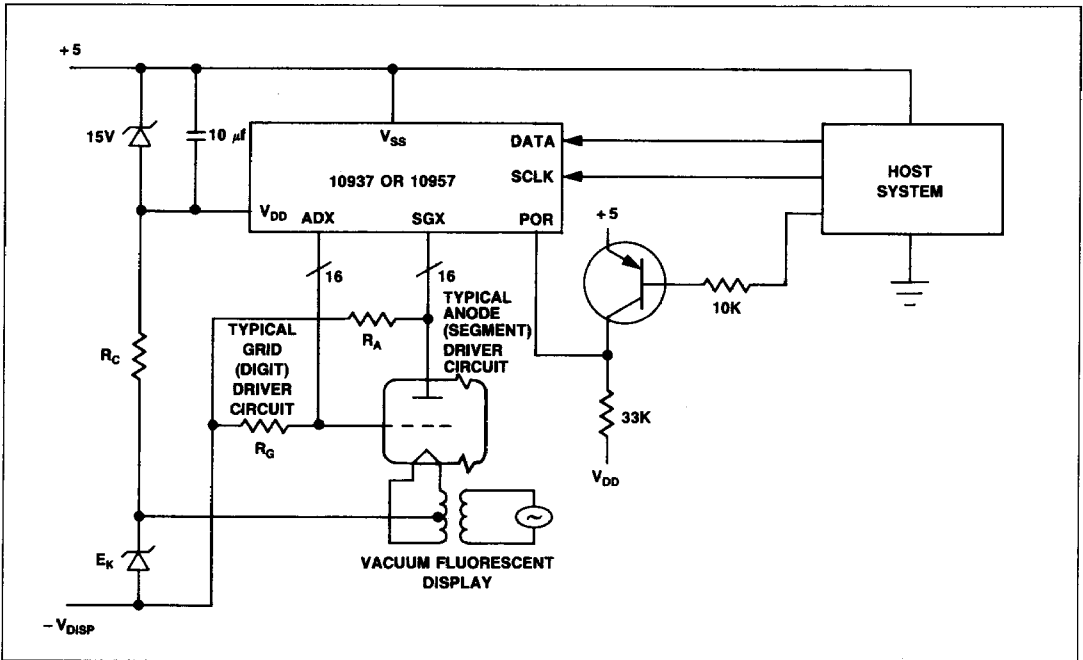 +5
15V
10 µf
VSS
DATA
SCLK
10937 OR 10957
VDD
ADX
SGX
POR
HOST
SYSTEM
+5
16
16
10K
TYPICAL
ANODE
(SEGMENT)
DRIVER
CIRCUIT
RA
TYPICAL
GRID
(DIGIT)
DRIVER
CIRCUIT
RC
RG
33K
VDD
EK
VACUUM FLUORESCENT
DISPLAY
−VDISP